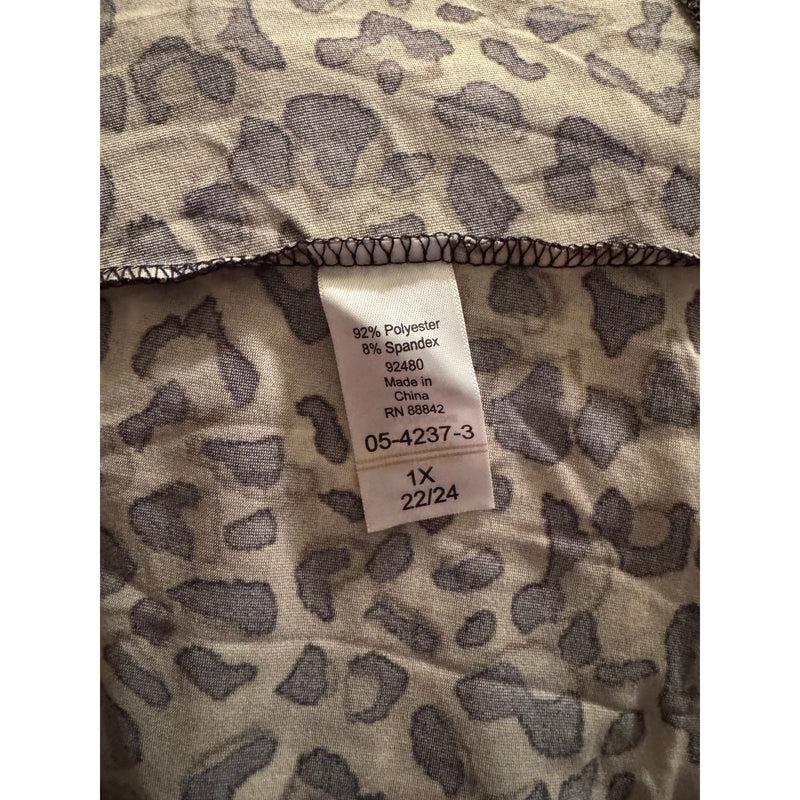 92% Polyester
8% Spandex
92480
Made in
China
RN 88842
05-4237-3
1X
22/24